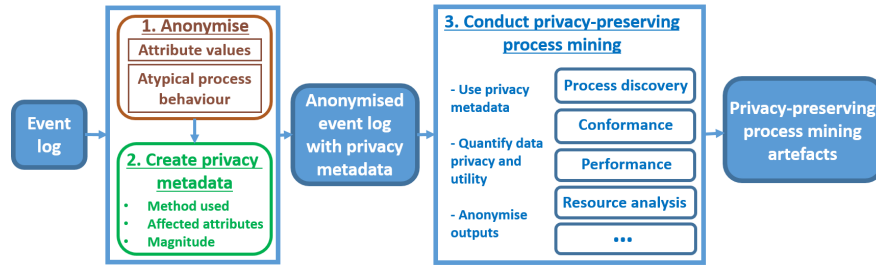 Event
log
1. Anonymise
Attribute values
Atypical process
behaviour
2. Create privacy
metadata
• Method used
• Affected attributes
• Magnitude
Anonymised
event log
with privacy
metadata
3. Conduct privacy-preserving
process mining
- Use privacy
metadata
- Quantify data
privacy and
utility
- Anonymise
outputs
Process discovery
Conformance
Performance
Resource analysis
...
Privacy-preserving
process mining
artefacts